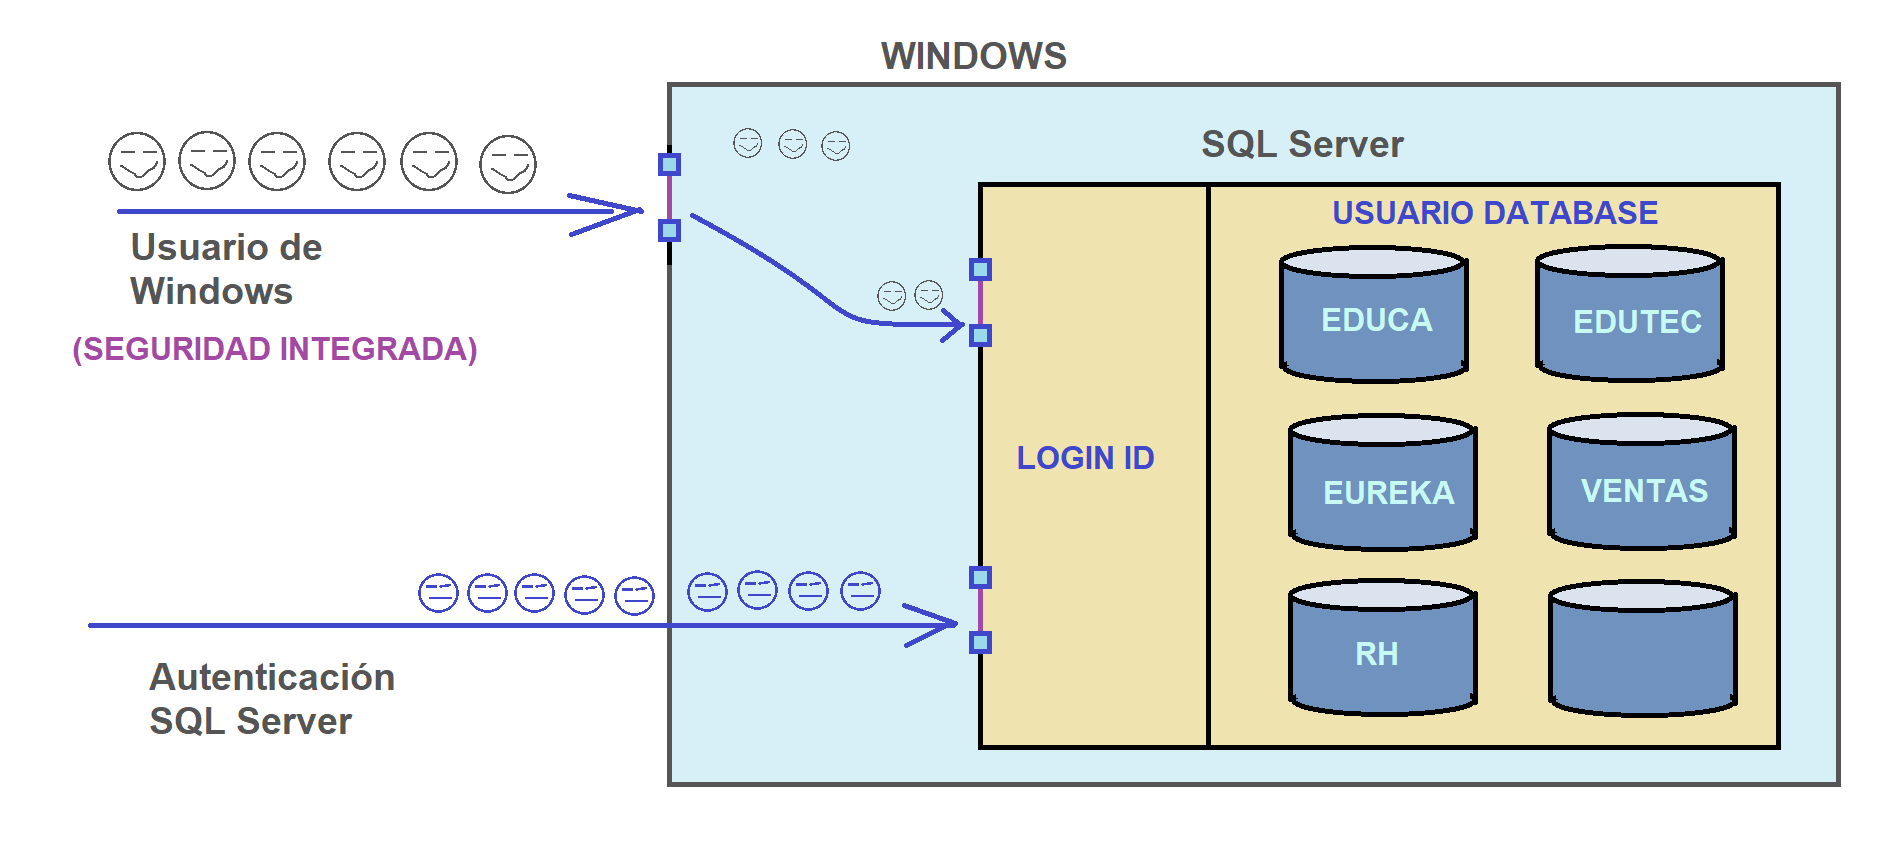 WINDOWS
SQL Server
USUARIO DATABASE
Usuario de
Windows
(SEGURIDAD INTEGRADA)
EDUCA
EDUTEC
LOGIN ID
EUREKA
VENTAS
RH
Autenticación
SQL Server